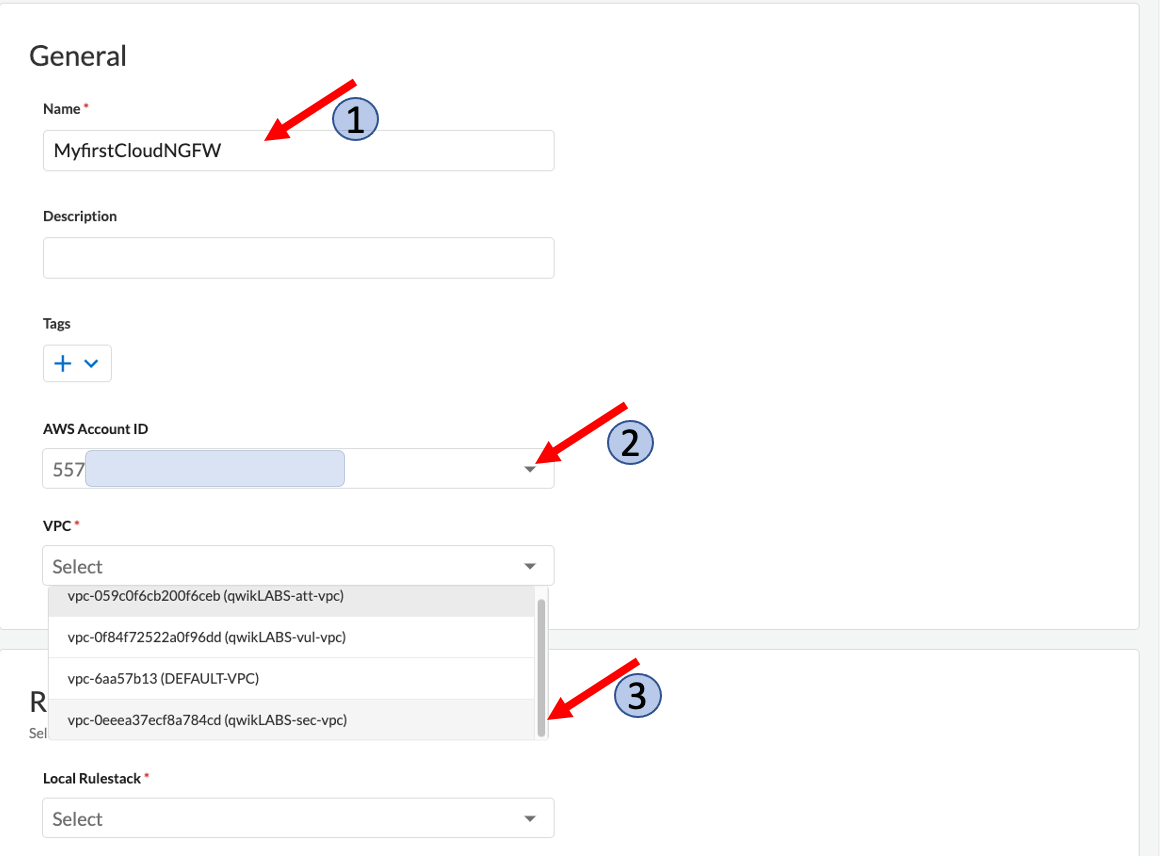 General
Name *
1
MyfirstCloudNGFW
Description
Tags
AWS Account ID
2
557
VPC *
Select
vpc-059c0f6cb200f6ceb (qwikLABS-att-vpc)
vpc-0f84f72522a0f96dd (qwikLABS-vul-vpc)
vpc-6aa57b13 (DEFAULT-VPC)
3
R
vpc-0eeea37ecf8a784cd (qwikLABS-sec-vpc)
Sel
Local Rulestack *
Select